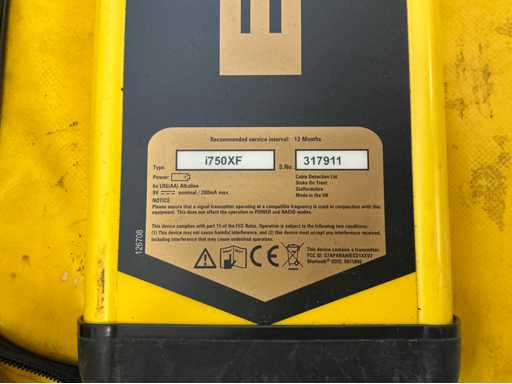 Recommended service interval: 12 Months
Type: i750XF S.No. 317911
Power:
6x LR6(AA) Alkaline
9V nominal / 200mA max.
Cable Detection Ltd
Stoke On Trent
Staffordshire
Made in the UK
NOTICE
Please ensure that a signal transmitter operating at a compatible frequency is used in conjunction with this
equipment. This does not effect the operation in POWER and RADIO modes.
This device complies with part 15 of the FCC Rules. Operation is subject to the following two conditions:
(1) This device may not cause harmful interference, and (2) this device must accept any interference received,
including interference that may cause undesired operation.
CE
This device contains a transmitter.
Bluetooth®
126708